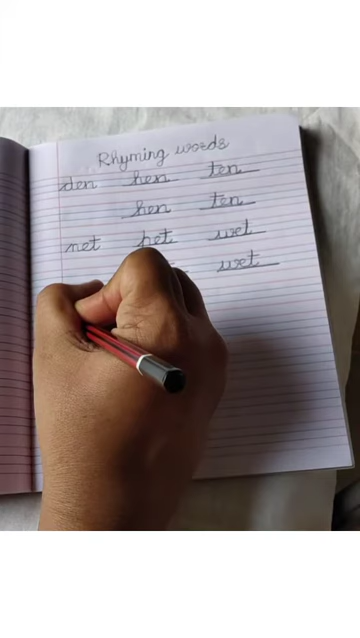 Rhyming words
den hen ten
hen ten
net pet wet
wet